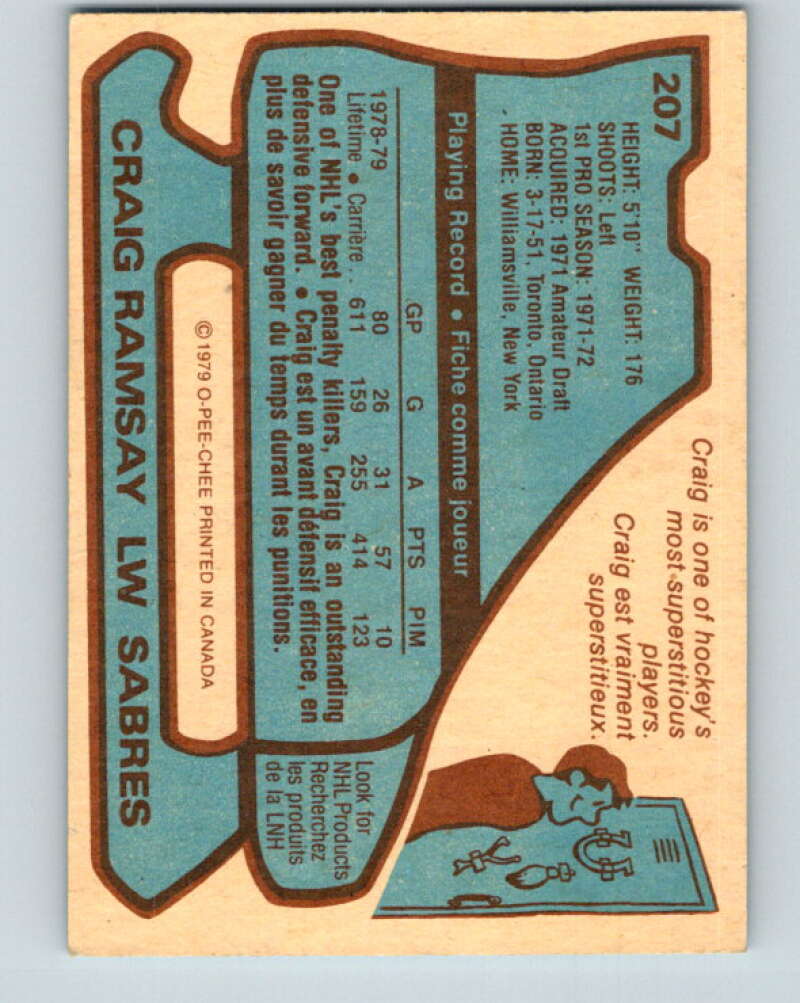 207
HEIGHT: 5'10" WEIGHT: 176
SHOOTS: Left
1st PRO SEASON: 1971-72
ACQUIRED: 1971 Amateur Draft
BORN: 3-17-51, Toronto, Ontario
HOME: Williamsville, New York
Craig is one of hockey's
most superstitious
players.
Craig est vraiment
superstitieux.
Playing Record • Fiche comme joueur
GP G A PTS PIM
1978-79 80 26 31 57 10
Lifetime • Carrière .. 611 159 255 414 123
One of NHL's best penalty killers, Craig is an outstanding
defensive forward. • Craig est un avant défensif efficace, en
plus de savoir gagner du temps durant les punitions.
Look for
NHL Products
Recherchez
les produits
de la LNH
© 1979 O-PEE-CHEE PRINTED IN CANADA
CRAIG RAMSAY LW SABRES